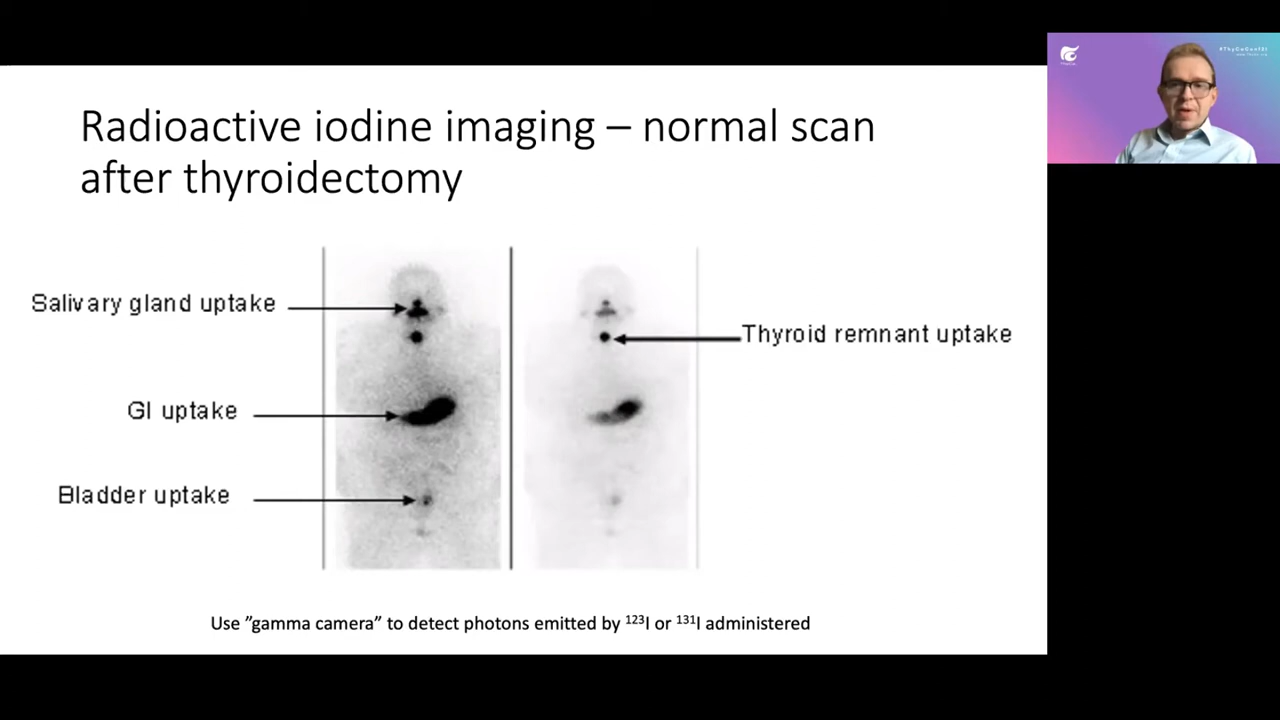 Radioactive iodine imaging – normal scan
after thyroidectomy
Salivary gland uptake
Thyroid remnant uptake
GI uptake
Bladder uptake
Use ”gamma camera” to detect photons emitted by ¹²³I or ¹³¹I administered